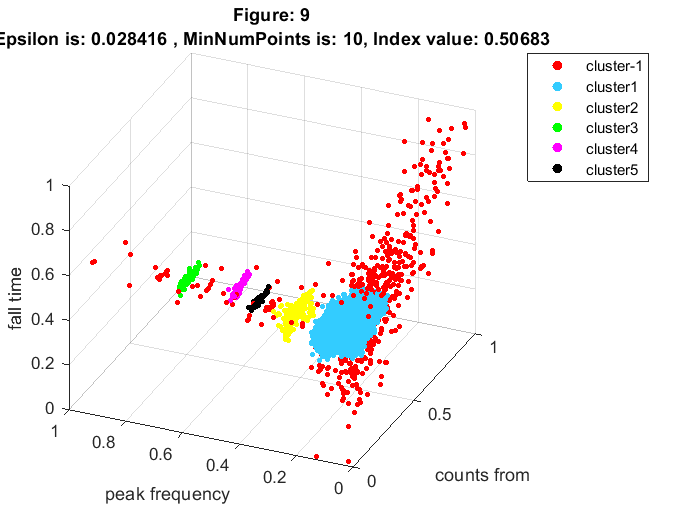 Figure: 9
Epsilon is: 0.028416 , MinNumPoints is: 10, Index value: 0.50683
cluster-1
cluster1
cluster2
cluster3
cluster4
cluster5
1
0.8
0.6
0.4
0.2
0
fall time
1
0.8
0.6
0.4
0.2
0
peak frequency
0
0.5
1
counts from